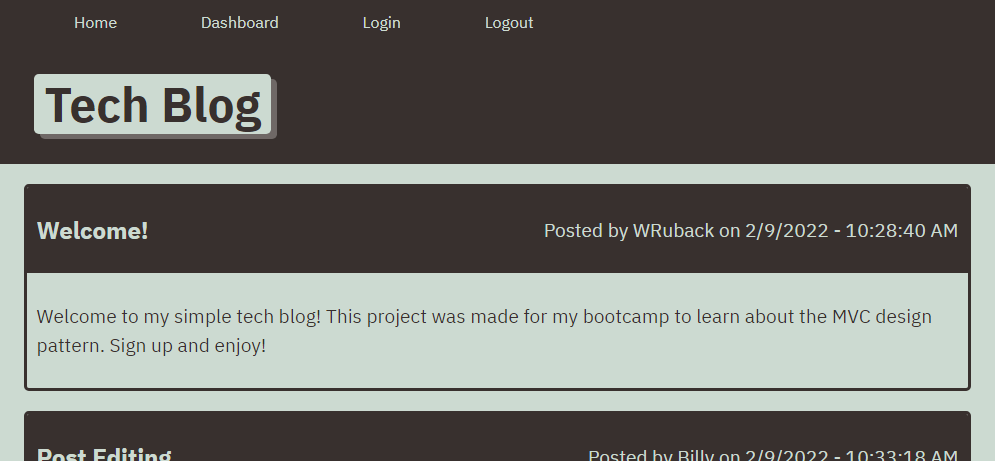 Home Dashboard Login Logout
Tech Blog
Welcome! Posted by WRuback on 2/9/2022 - 10:28:40 AM
Welcome to my simple tech blog! This project was made for my bootcamp to learn about the MVC design
pattern. Sign up and enjoy!
Post Editing Posted by Billy on 2/9/2022 - 10:33:18 AM